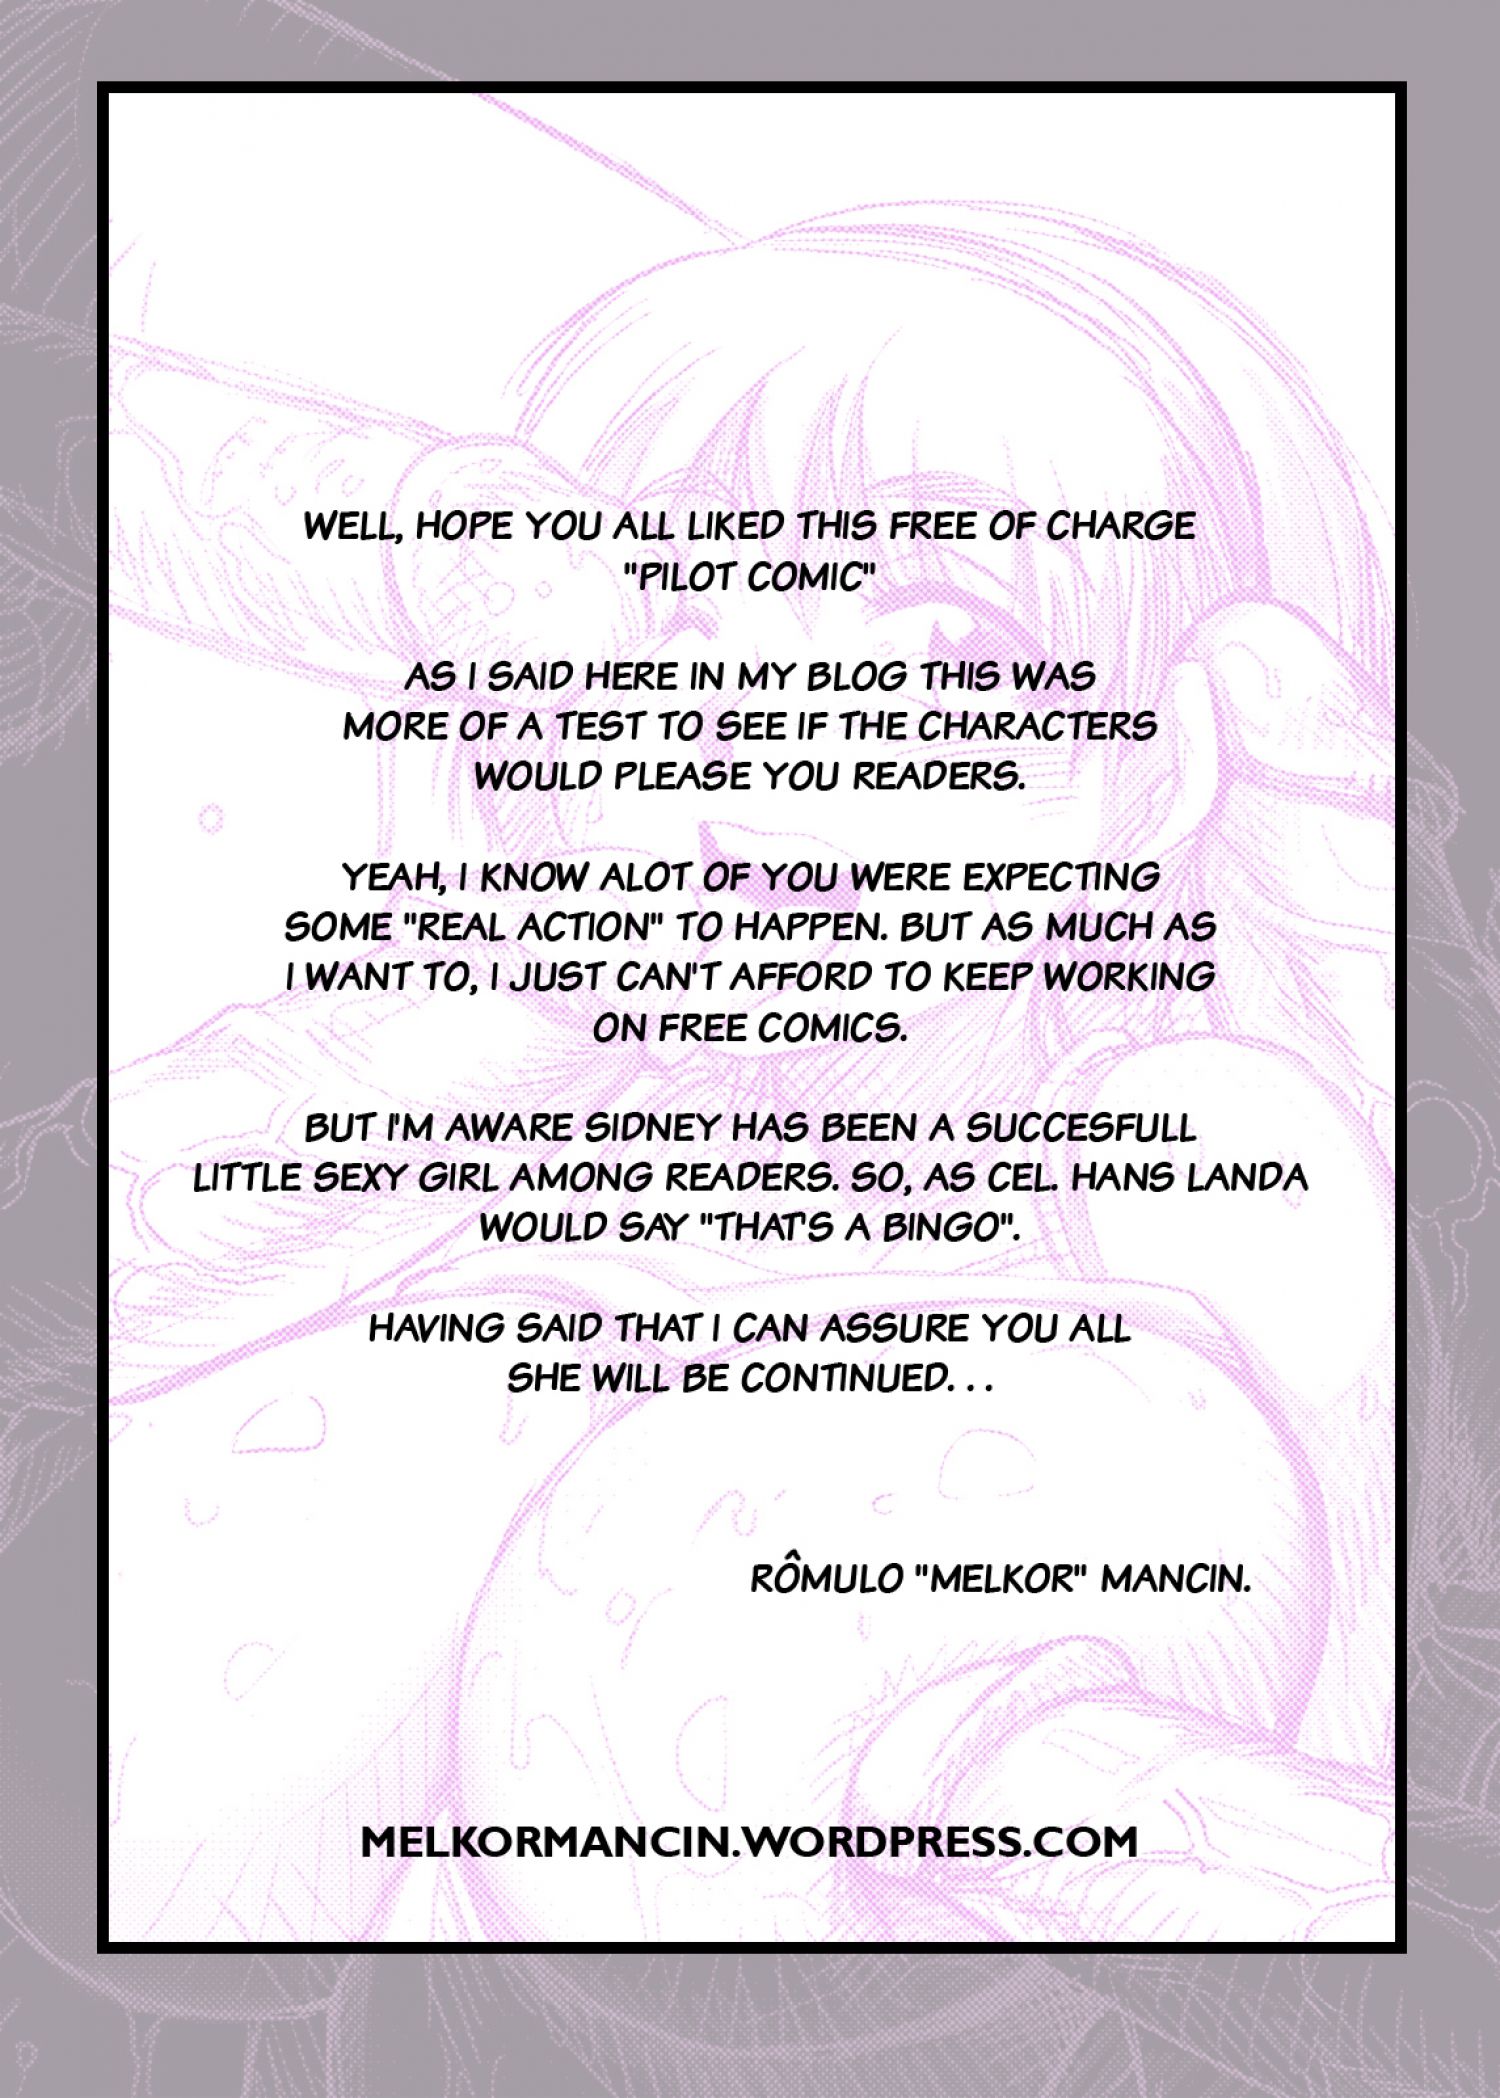 WELL, HOPE YOU ALL LIKED THIS FREE OF CHARGE
"PILOT COMIC"
AS I SAID HERE IN MY BLOG THIS WAS
MORE OF A TEST TO SEE IF THE CHARACTERS
WOULD PLEASE YOU READERS.
YEAH, I KNOW ALOT OF YOU WERE EXPECTING
SOME "REAL ACTION" TO HAPPEN. BUT AS MUCH AS
I WANT TO, I JUST CAN'T AFFORD TO KEEP WORKING
ON FREE COMICS.
BUT I'M AWARE SIDNEY HAS BEEN A SUCCESFULL
LITTLE SEXY GIRL AMONG READERS. SO, AS CEL. HANS LANDA
WOULD SAY "THAT'S A BINGO".
HAVING SAID THAT I CAN ASSURE YOU ALL
SHE WILL BE CONTINUED. . .
RÔMULO "MELKOR" MANCIN.
MELKORMANCIN.WORDPRESS.COM